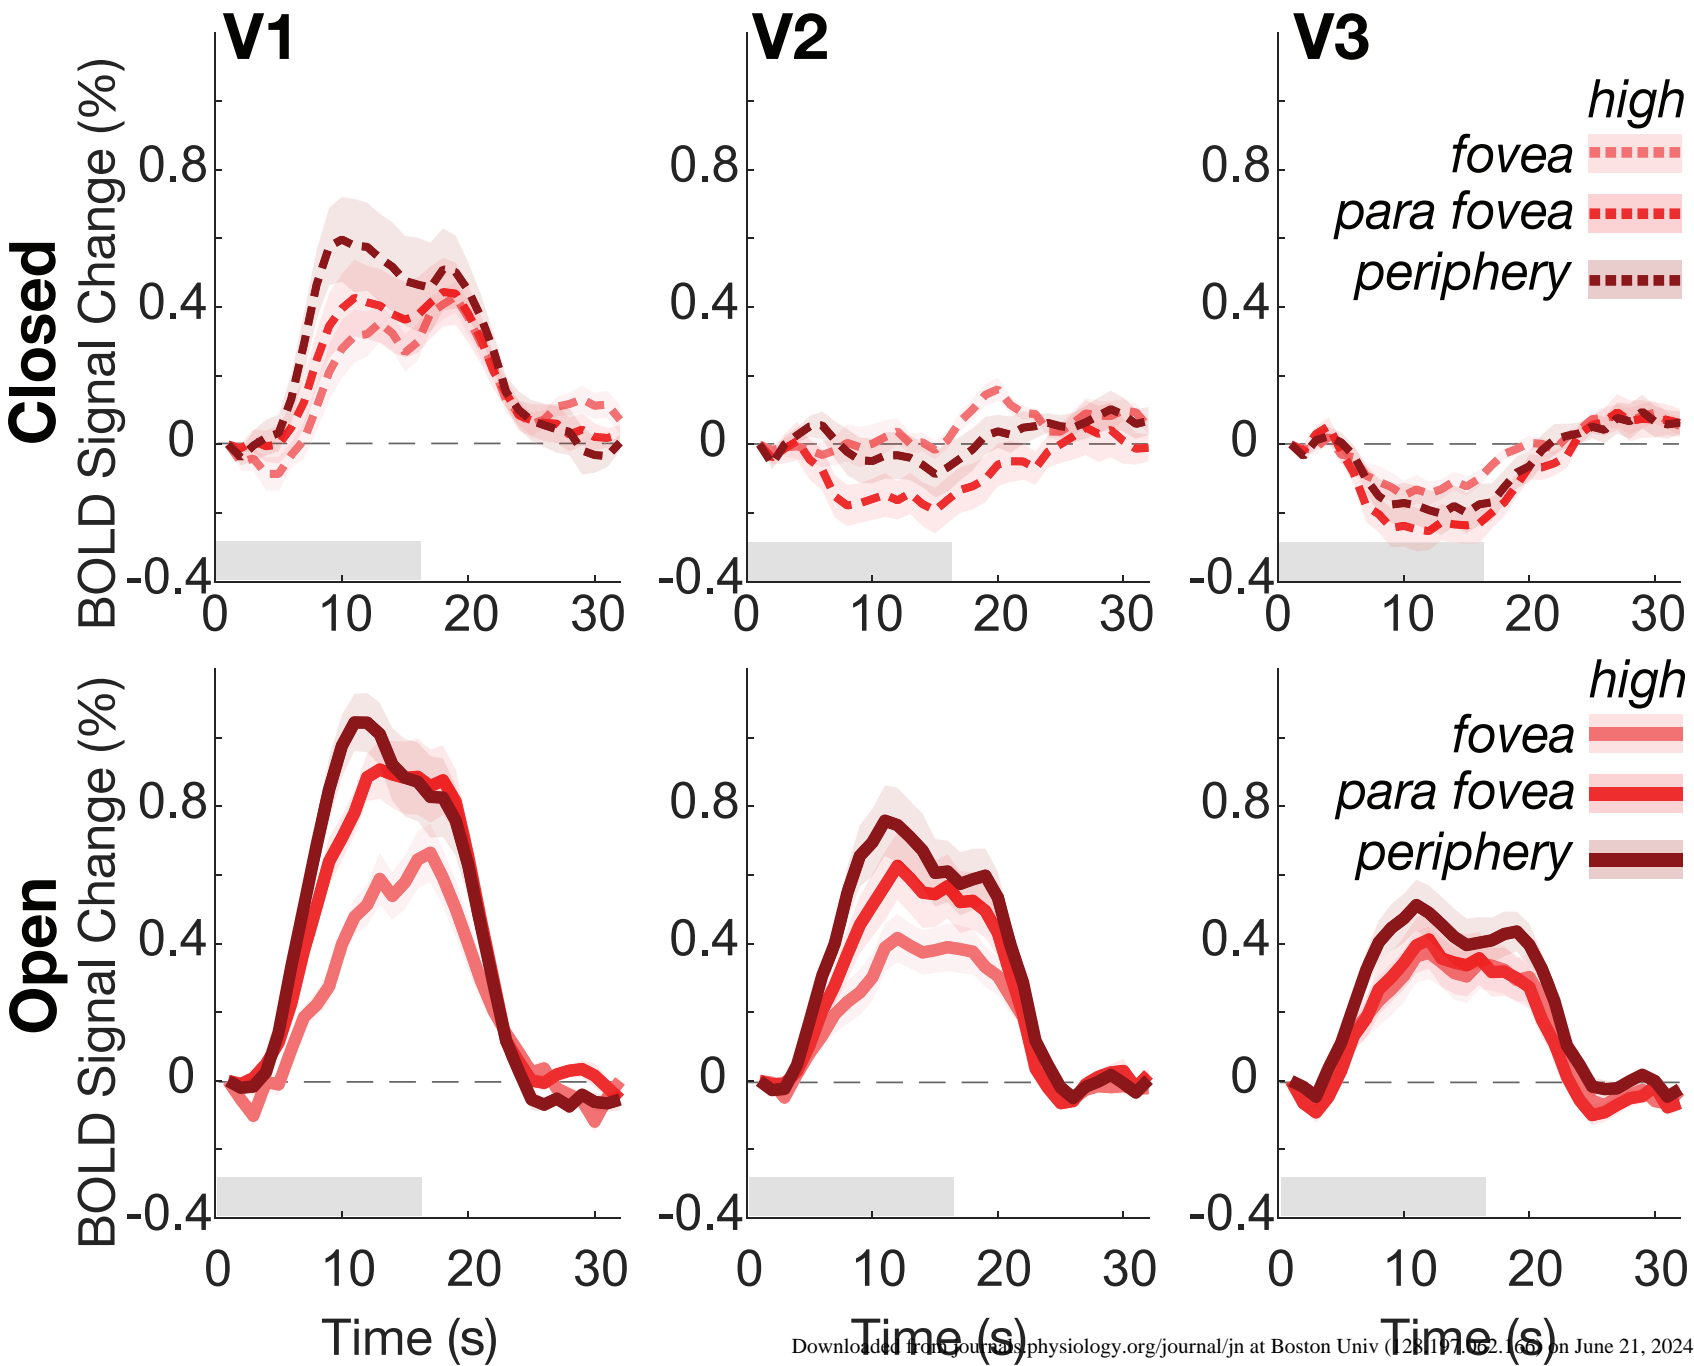 V1 V2 V3
Closed
BOLD Signal Change (%)
0.8 0.8 0.8
0.4 0.4 0.4
0 0 0
-0.4 -0.4 -0.4
0 10 20 30 0 10 20 30 0 10 20 30
high
fovea
para fovea
periphery
Open
BOLD Signal Change (%)
0.8 0.8 0.8
0.4 0.4 0.4
0 0 0
-0.4 -0.4 -0.4
0 10 20 30 0 10 20 30 0 10 20 30
high
fovea
para fovea
periphery
Time (s) Time (s) Time (s)
Downloaded from journals.physiology.org/journal/jn at Boston Univ (128.197.062.166) on June 21, 2024